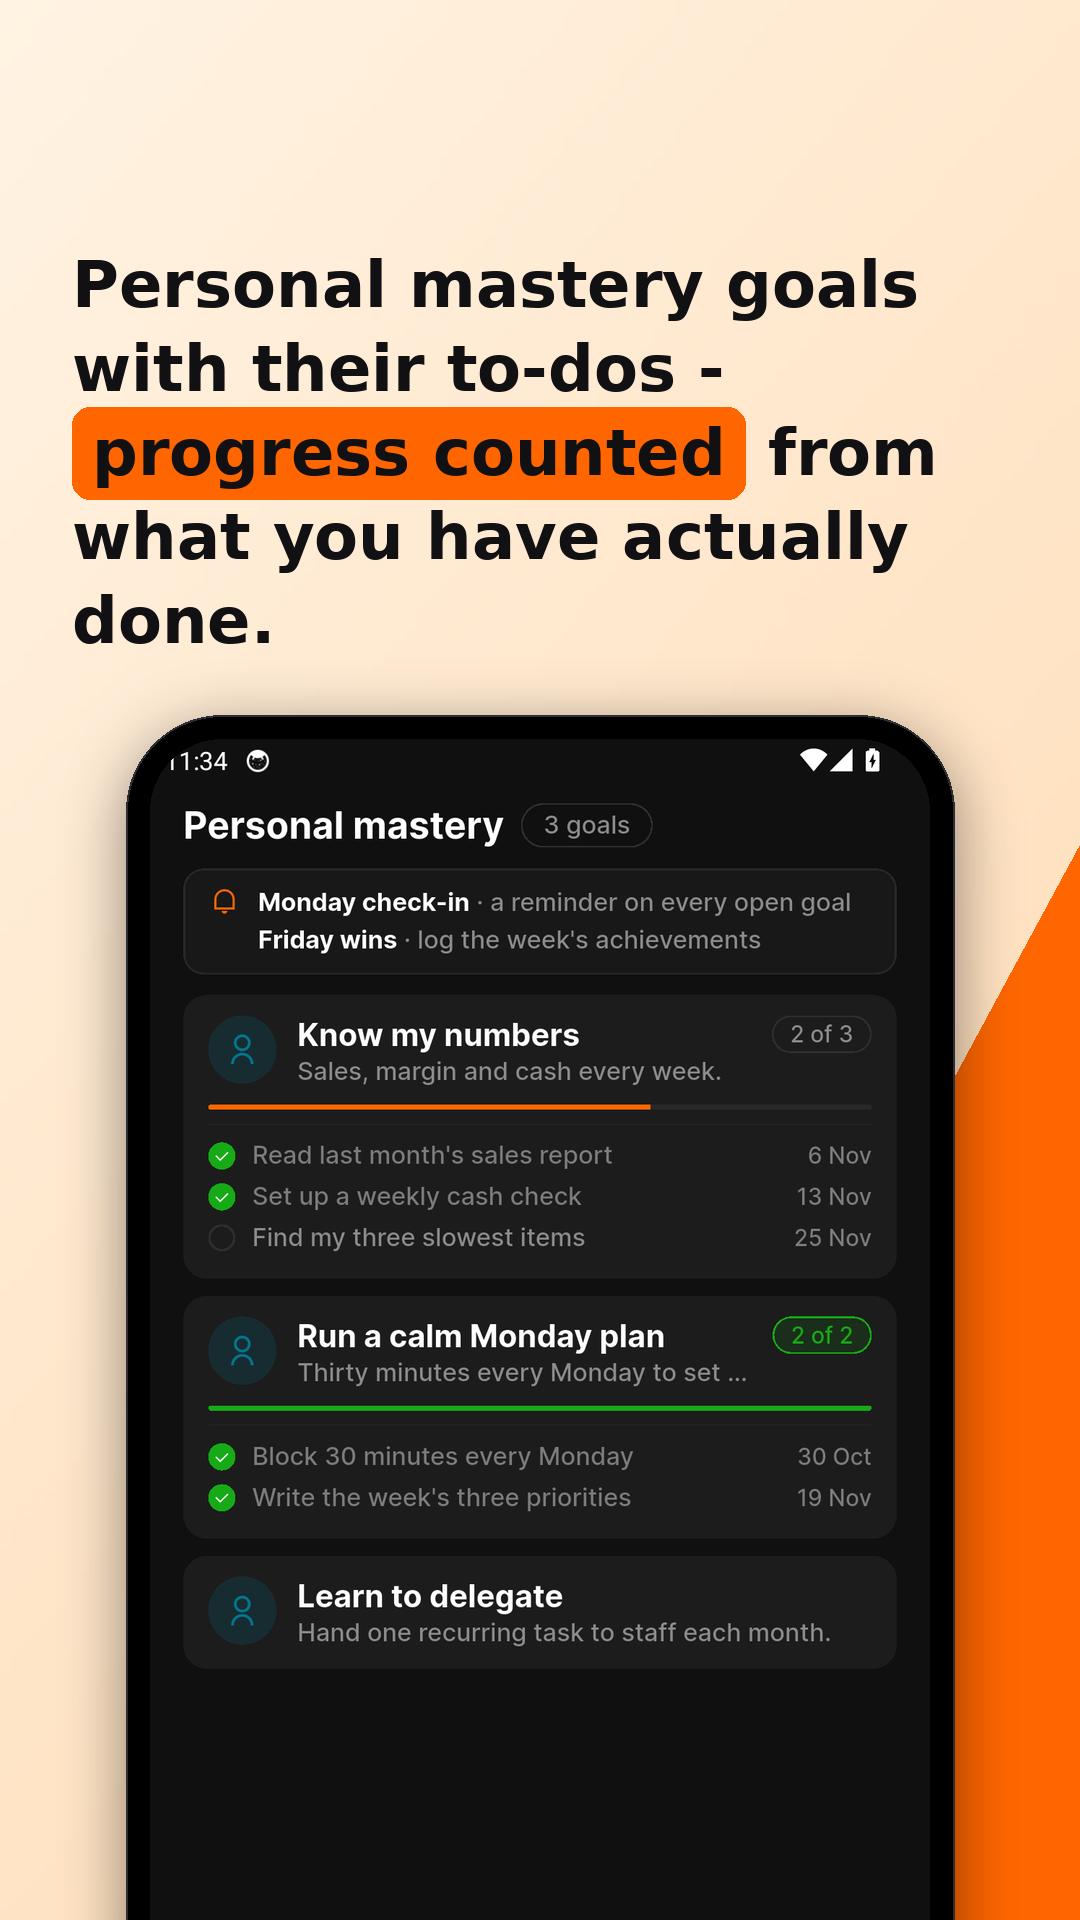 Personal mastery goals
with their to-dos -
progress counted from
what you have actually
done.
11:34
Personal mastery 3 goals
Monday check-in · a reminder on every open goal
Friday wins · log the week's achievements
Know my numbers 2 of 3
Sales, margin and cash every week.
Read last month's sales report 6 Nov
Set up a weekly cash check 13 Nov
Find my three slowest items 25 Nov
Run a calm Monday plan 2 of 2
Thirty minutes every Monday to set ...
Block 30 minutes every Monday 30 Oct
Write the week's three priorities 19 Nov
Learn to delegate
Hand one recurring task to staff each month.